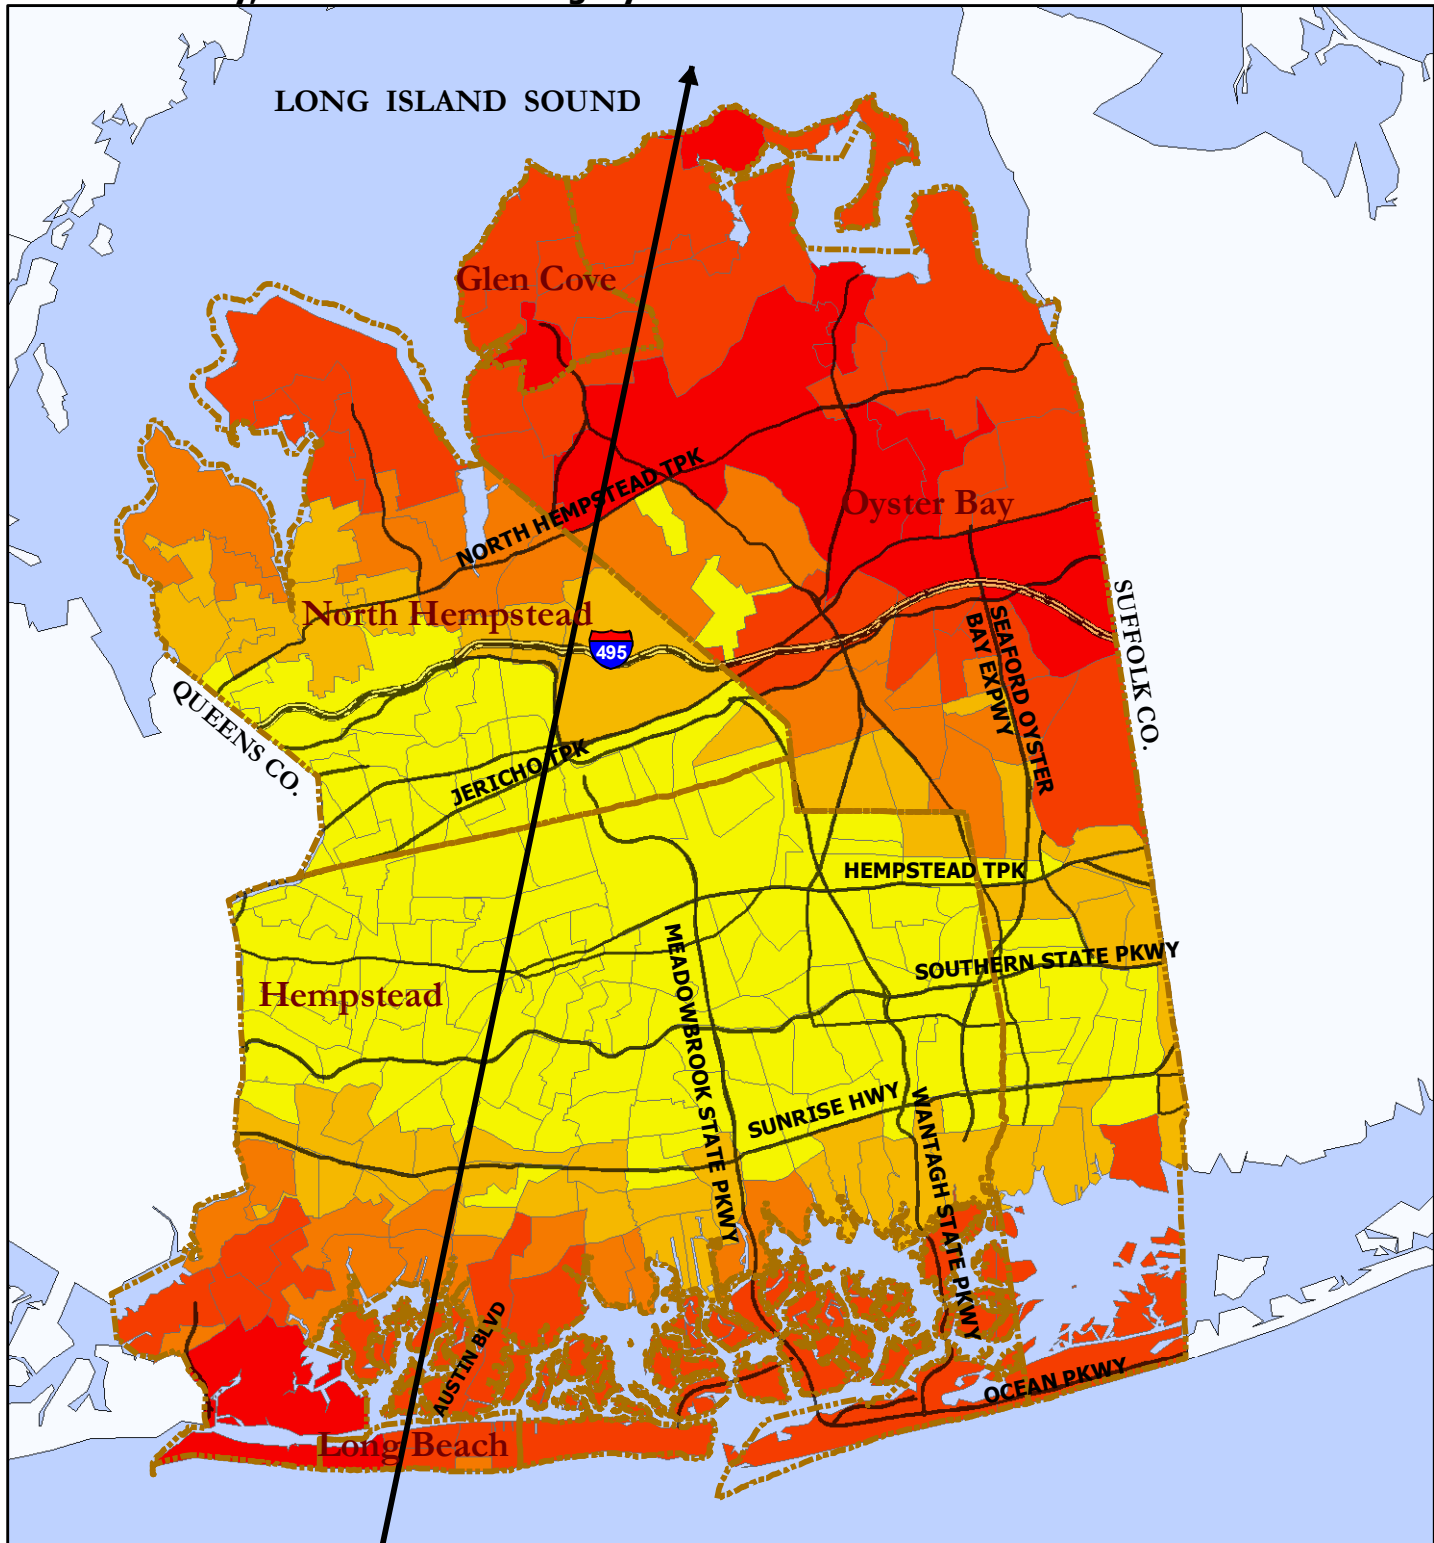 LONG ISLAND SOUND
Glen Cove
NORTH HEMPSTEAD TPK
Oyster Bay
North Hempstead
495
SEAFORD OYSTER
BAY EXPWY
SUFFOLK CO.
QUEENS CO.
JERICHO TPK
HEMPSTEAD TPK
MEADOWBROOK STATE PKWY
SOUTHERN STATE PKWY
Hempstead
SUNRISE HWY
WANTAGH STATE PKWY
AUSTIN BLVD
OCEAN PKWY
Long Beach